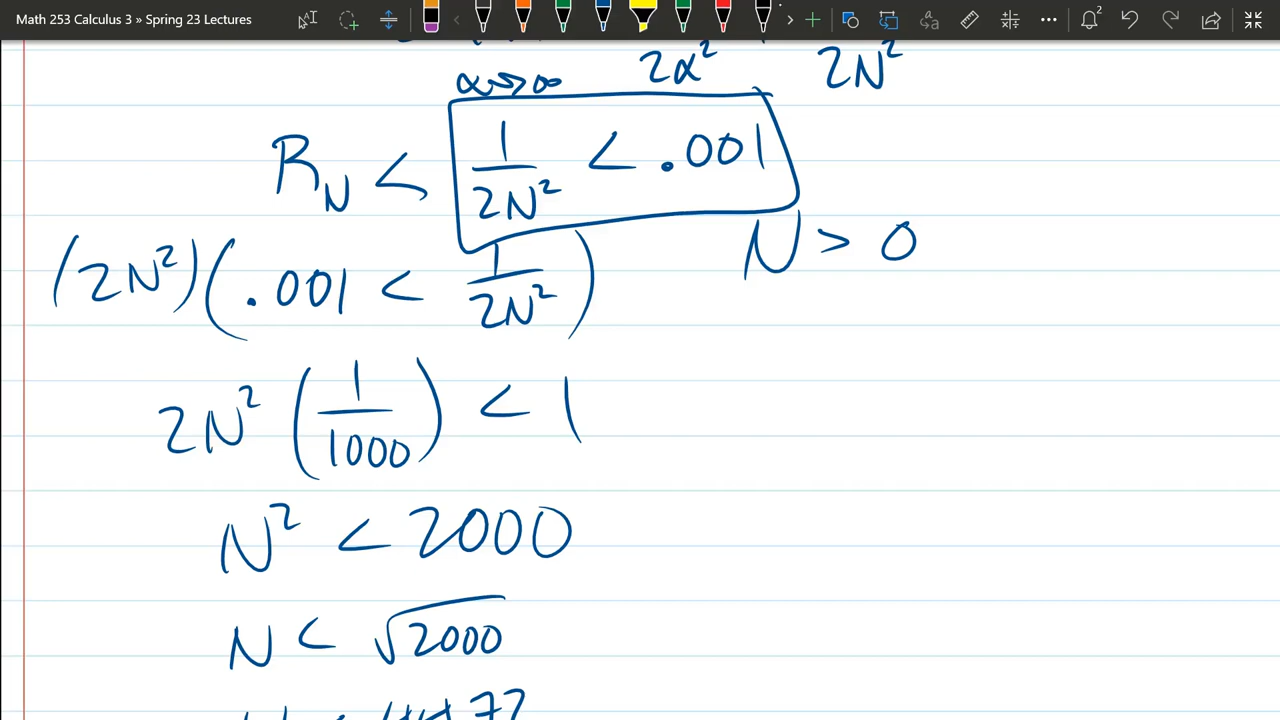 Math 253 Calculus 3 » Spring 23 Lectures
2
α→∞ 2α² 2N²
R_N < 1/2N² < .001
N > 0
(2N²)(.001 < 1/2N²)
2N² (1/1000) < 1
N² < 2000
N < √2000